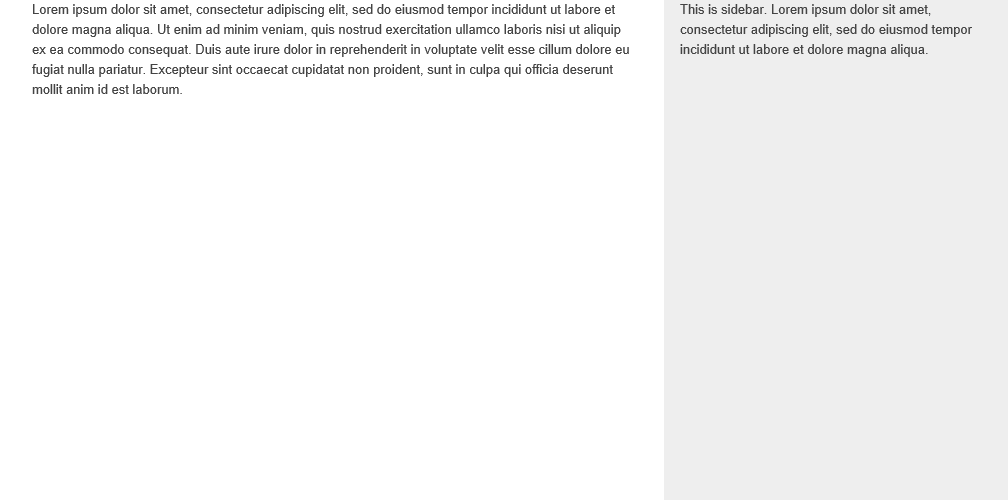 Lorem ipsum dolor sit amet, consectetur adipiscing elit, sed do eiusmod tempor incididunt ut labore et
dolore magna aliqua. Ut enim ad minim veniam, quis nostrud exercitation ullamco laboris nisi ut aliquip
ex ea commodo consequat. Duis aute irure dolor in reprehenderit in voluptate velit esse cillum dolore eu
fugiat nulla pariatur. Excepteur sint occaecat cupidatat non proident, sunt in culpa qui officia deserunt
mollit anim id est laborum.
This is sidebar. Lorem ipsum dolor sit amet,
consectetur adipiscing elit, sed do eiusmod tempor
incididunt ut labore et dolore magna aliqua.